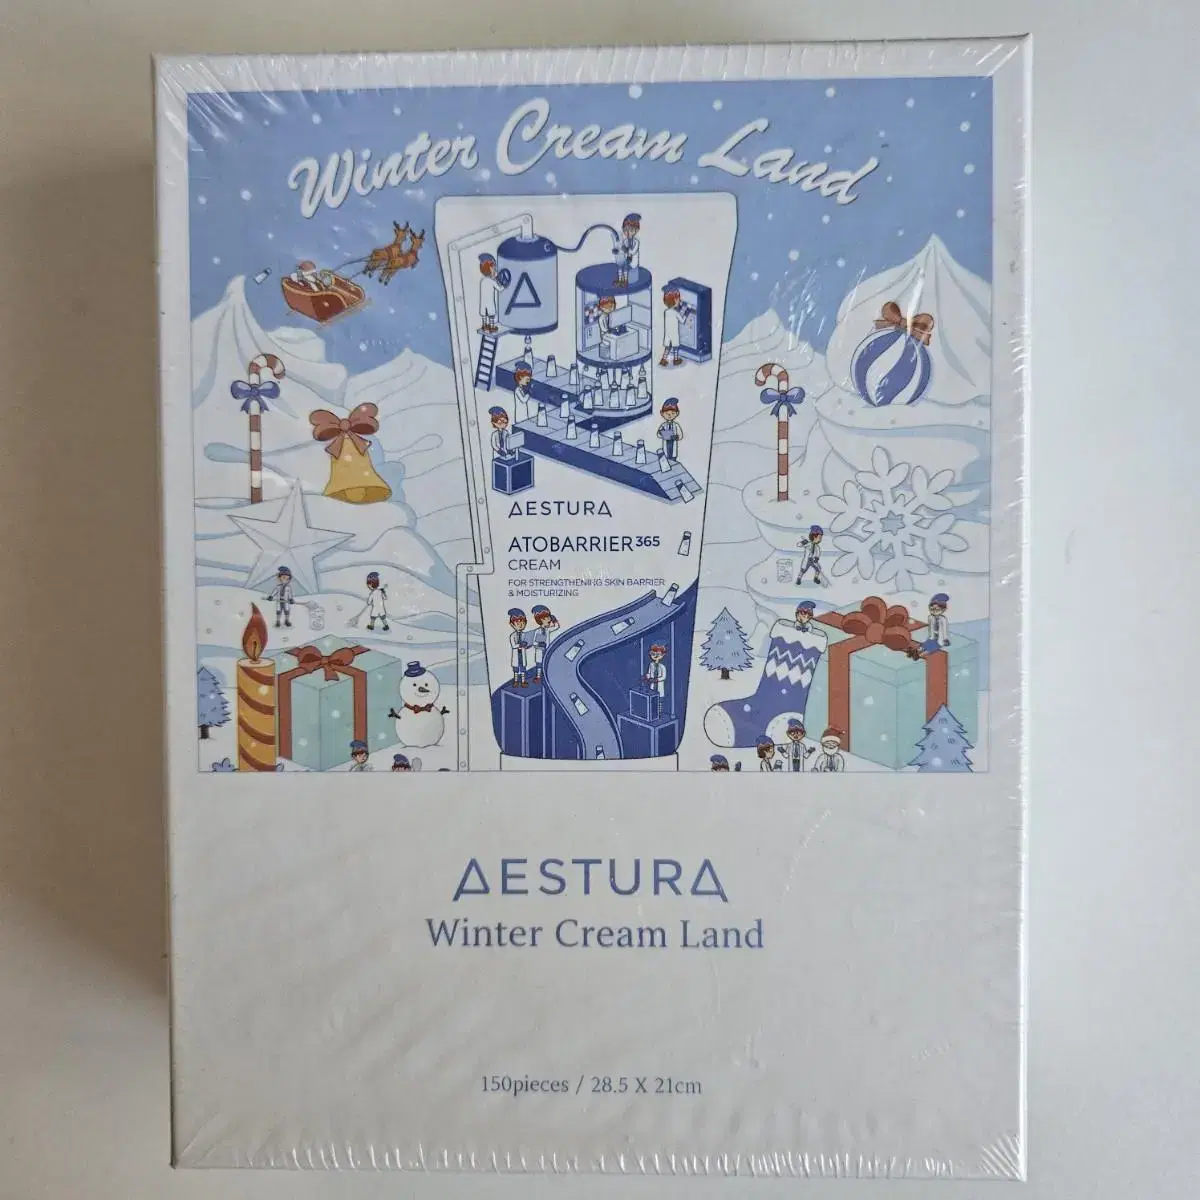 Winter Cream Land
A
AESTURA
ATOBARRIER365
CREAM
FOR STRENGTHENING SKIN BARRIER
& MOISTURIZING
AESTURA
Winter Cream Land
150pieces / 28.5 X 21cm